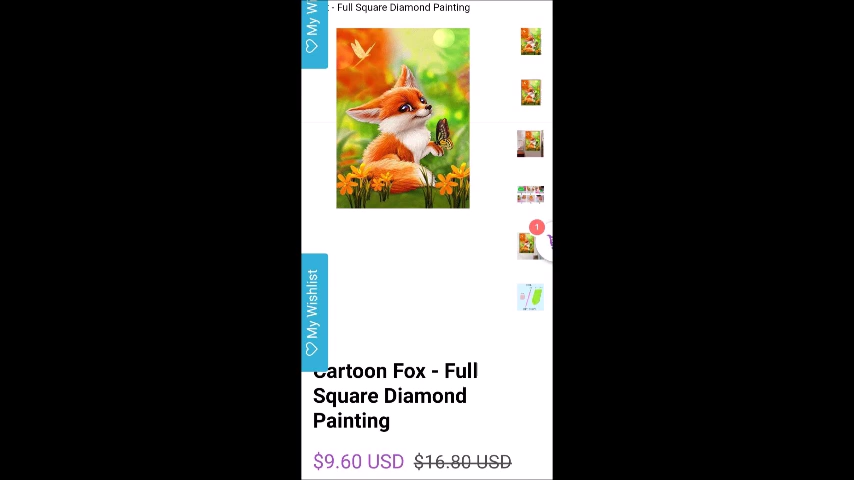 My Wi
- Full Square Diamond Painting
1
My Wishlist
Cartoon Fox - Full
Square Diamond
Painting
$9.60 USD $16.80 USD